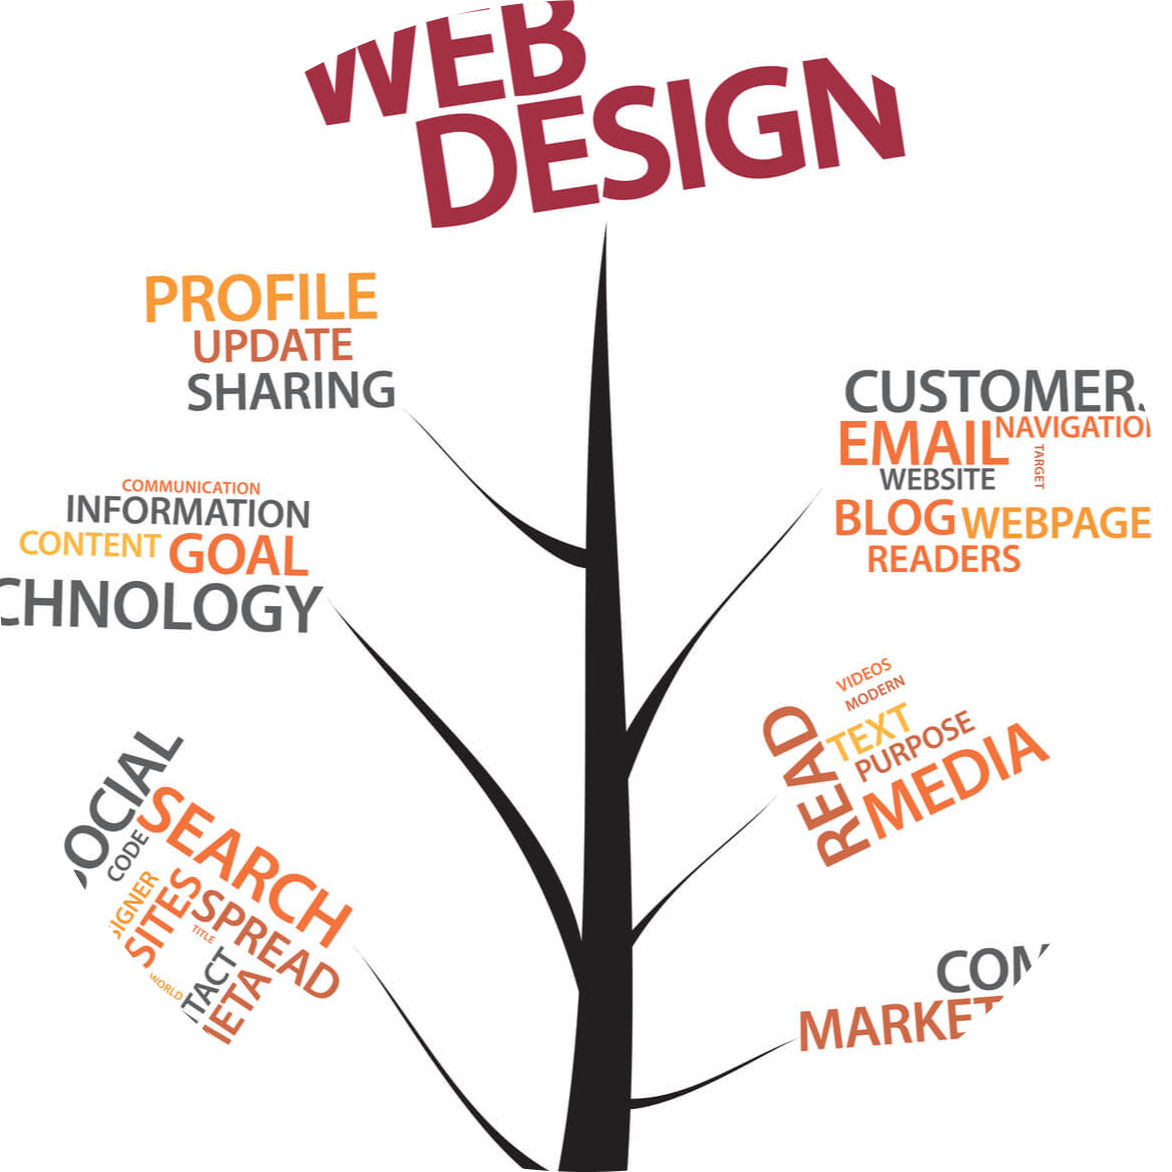 WEB
DESIGN
PROFILE
UPDATE
SHARING
COMMUNICATION
INFORMATION
CONTENT GOAL
CHNOLOGY
OCIAL
SEARCH
CODE
IGNER
SITES
SPREAD
TITLE
WORLD
TACT
IETA
CUSTOMER
EMAIL NAVIGATIO
WEBSITE
TARGET
BLOG WEBPAGE
READERS
VIDEOS
MODERN
READ
TEXT
PURPOSE
MEDIA
COM
MARKET